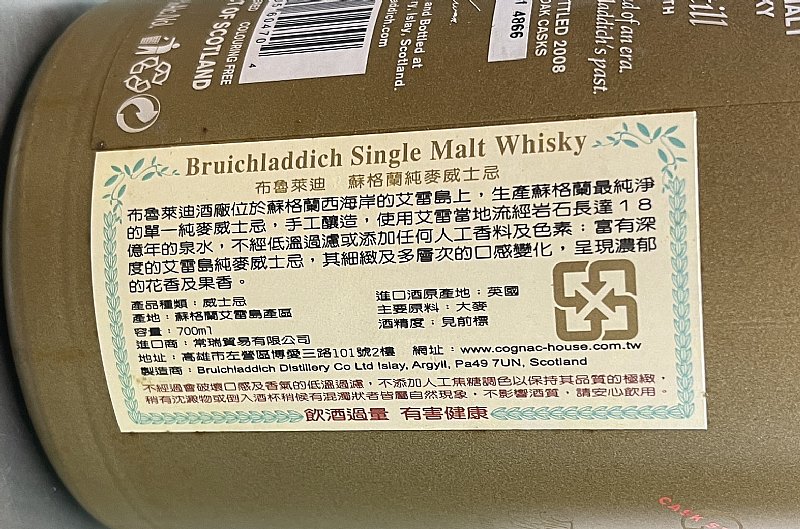 Bruichladdich Single Malt Whisky
布魯萊迪 蘇格蘭純麥威士忌
布魯萊迪酒廠位於蘇格蘭西海岸的艾雷島上，生產蘇格蘭最純淨
的單一純麥威士忌，手工釀造，使用艾雷當地流經岩石長達18
億年的泉水，不經低溫過濾或添加任何人工香料及色素；富有深
度的艾雷島純麥威士忌，其細緻及多層次的口感變化，呈現濃郁
的花香及果香。
產品種類：威士忌
產地：蘇格蘭艾雷島產區
容量：700ml
進口商：常瑞貿易有限公司
進口酒原產地：英國
主要原料：大麥
酒精度：見前標
地址：高雄市左營區博愛三路101號2樓 網址：www.cognac-house.com.tw
製造商：Bruichladdich Distillery Co Ltd Islay, Argyll, Pa49 7UN, Scotland
不經過會破壞口感及香氣的低溫過濾，不添加人工焦糖調色以保持其品質的極緻，
稍有沈澱物或倒入酒杯稍候有混濁狀者皆屬自然現象，不影響酒質，請安心飲用。
飲酒過量 有害健康
OF SCOTLAND
COLOURING FREE
and Bottled at
Islay, Scotland.
4866
2008
CASKS
d of an era.
laddich's past.
CASK